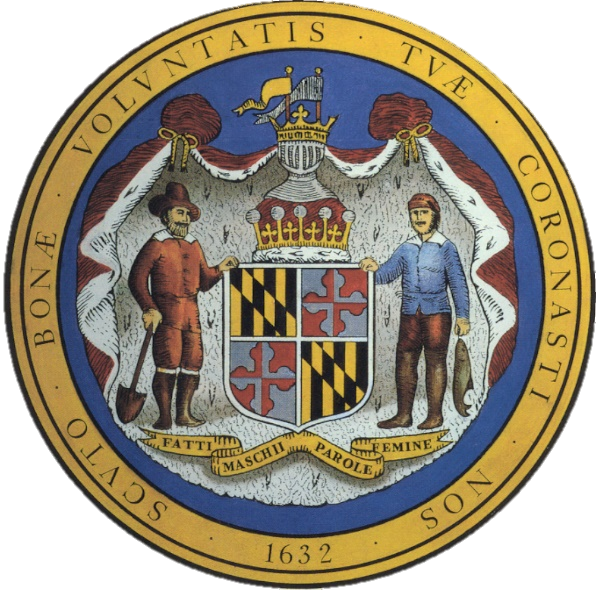 SCVTO · BONÆ · VOLVNTATIS · TVÆ · CORONASTI · NOS
· 1632 ·
FATTI MASCHII PAROLE FEMINE